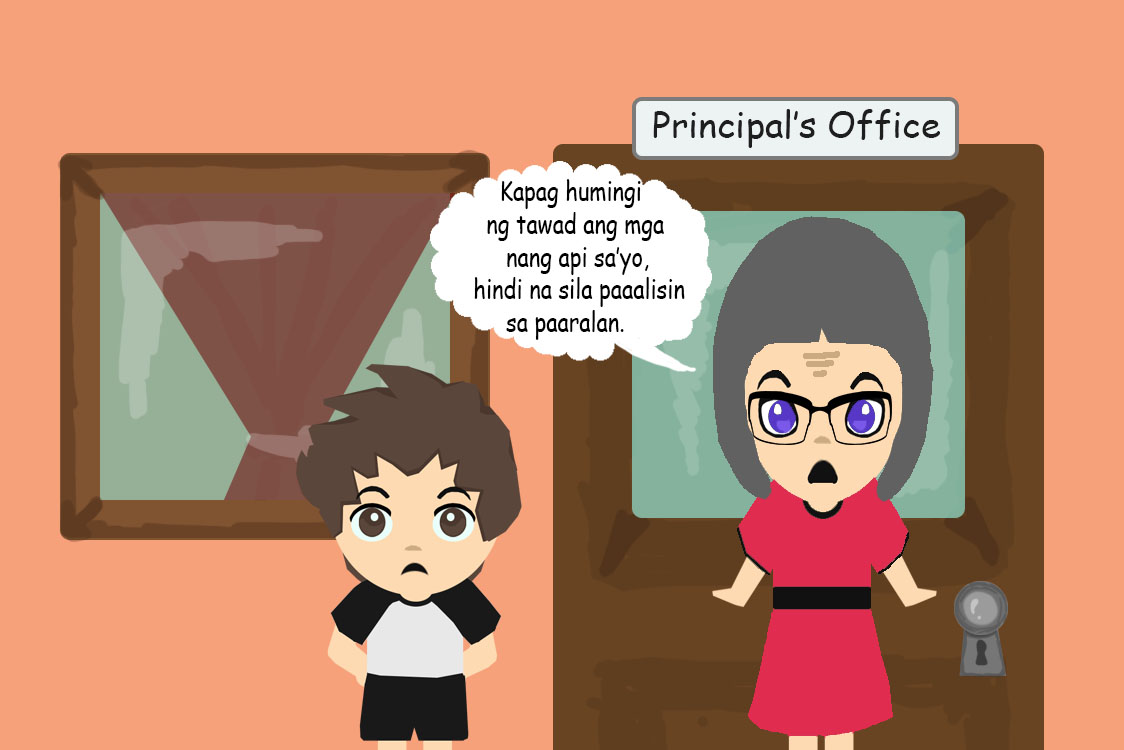 Principal's Office
Kapag humingi
ng tawad ang mga
nang api sa'yo,
hindi na sila paaalisin
sa paaralan.